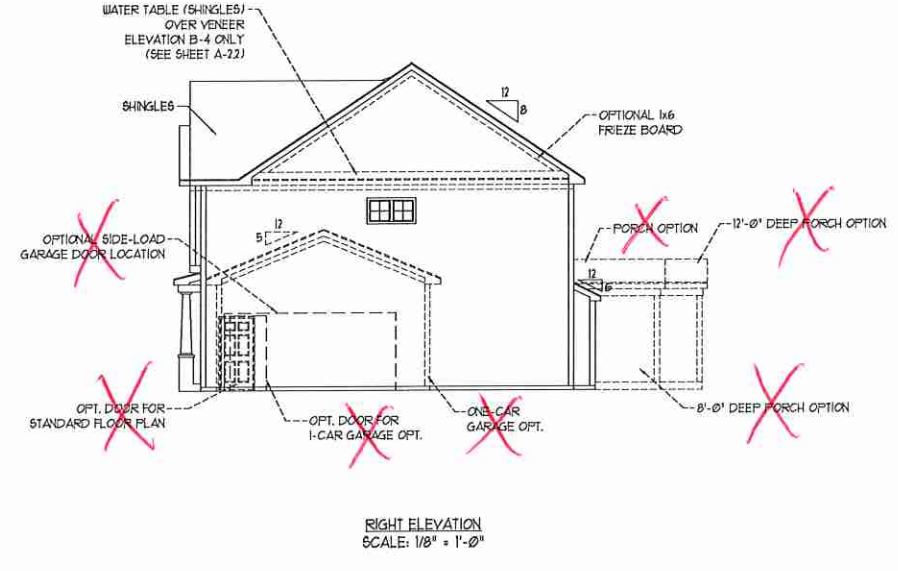 WATER TABLE (SHINGLES)
OVER VENEER
ELEVATION B-4 ONLY
(SEE SHEET A-2.2)
SHINGLES
12
8
OPTIONAL 1x6
FRIEZE BOARD
OPTIONAL SIDE-LOAD
GARAGE DOOR LOCATION
12
5
PORCH OPTION
12'-0" DEEP PORCH OPTION
12
6
OPT. DOOR FOR
STANDARD FLOOR PLAN
OPT. DOOR FOR
1-CAR GARAGE OPT.
ONE-CAR
GARAGE OPT.
8'-0" DEEP PORCH OPTION
RIGHT ELEVATION
SCALE: 1/8" = 1'-0"